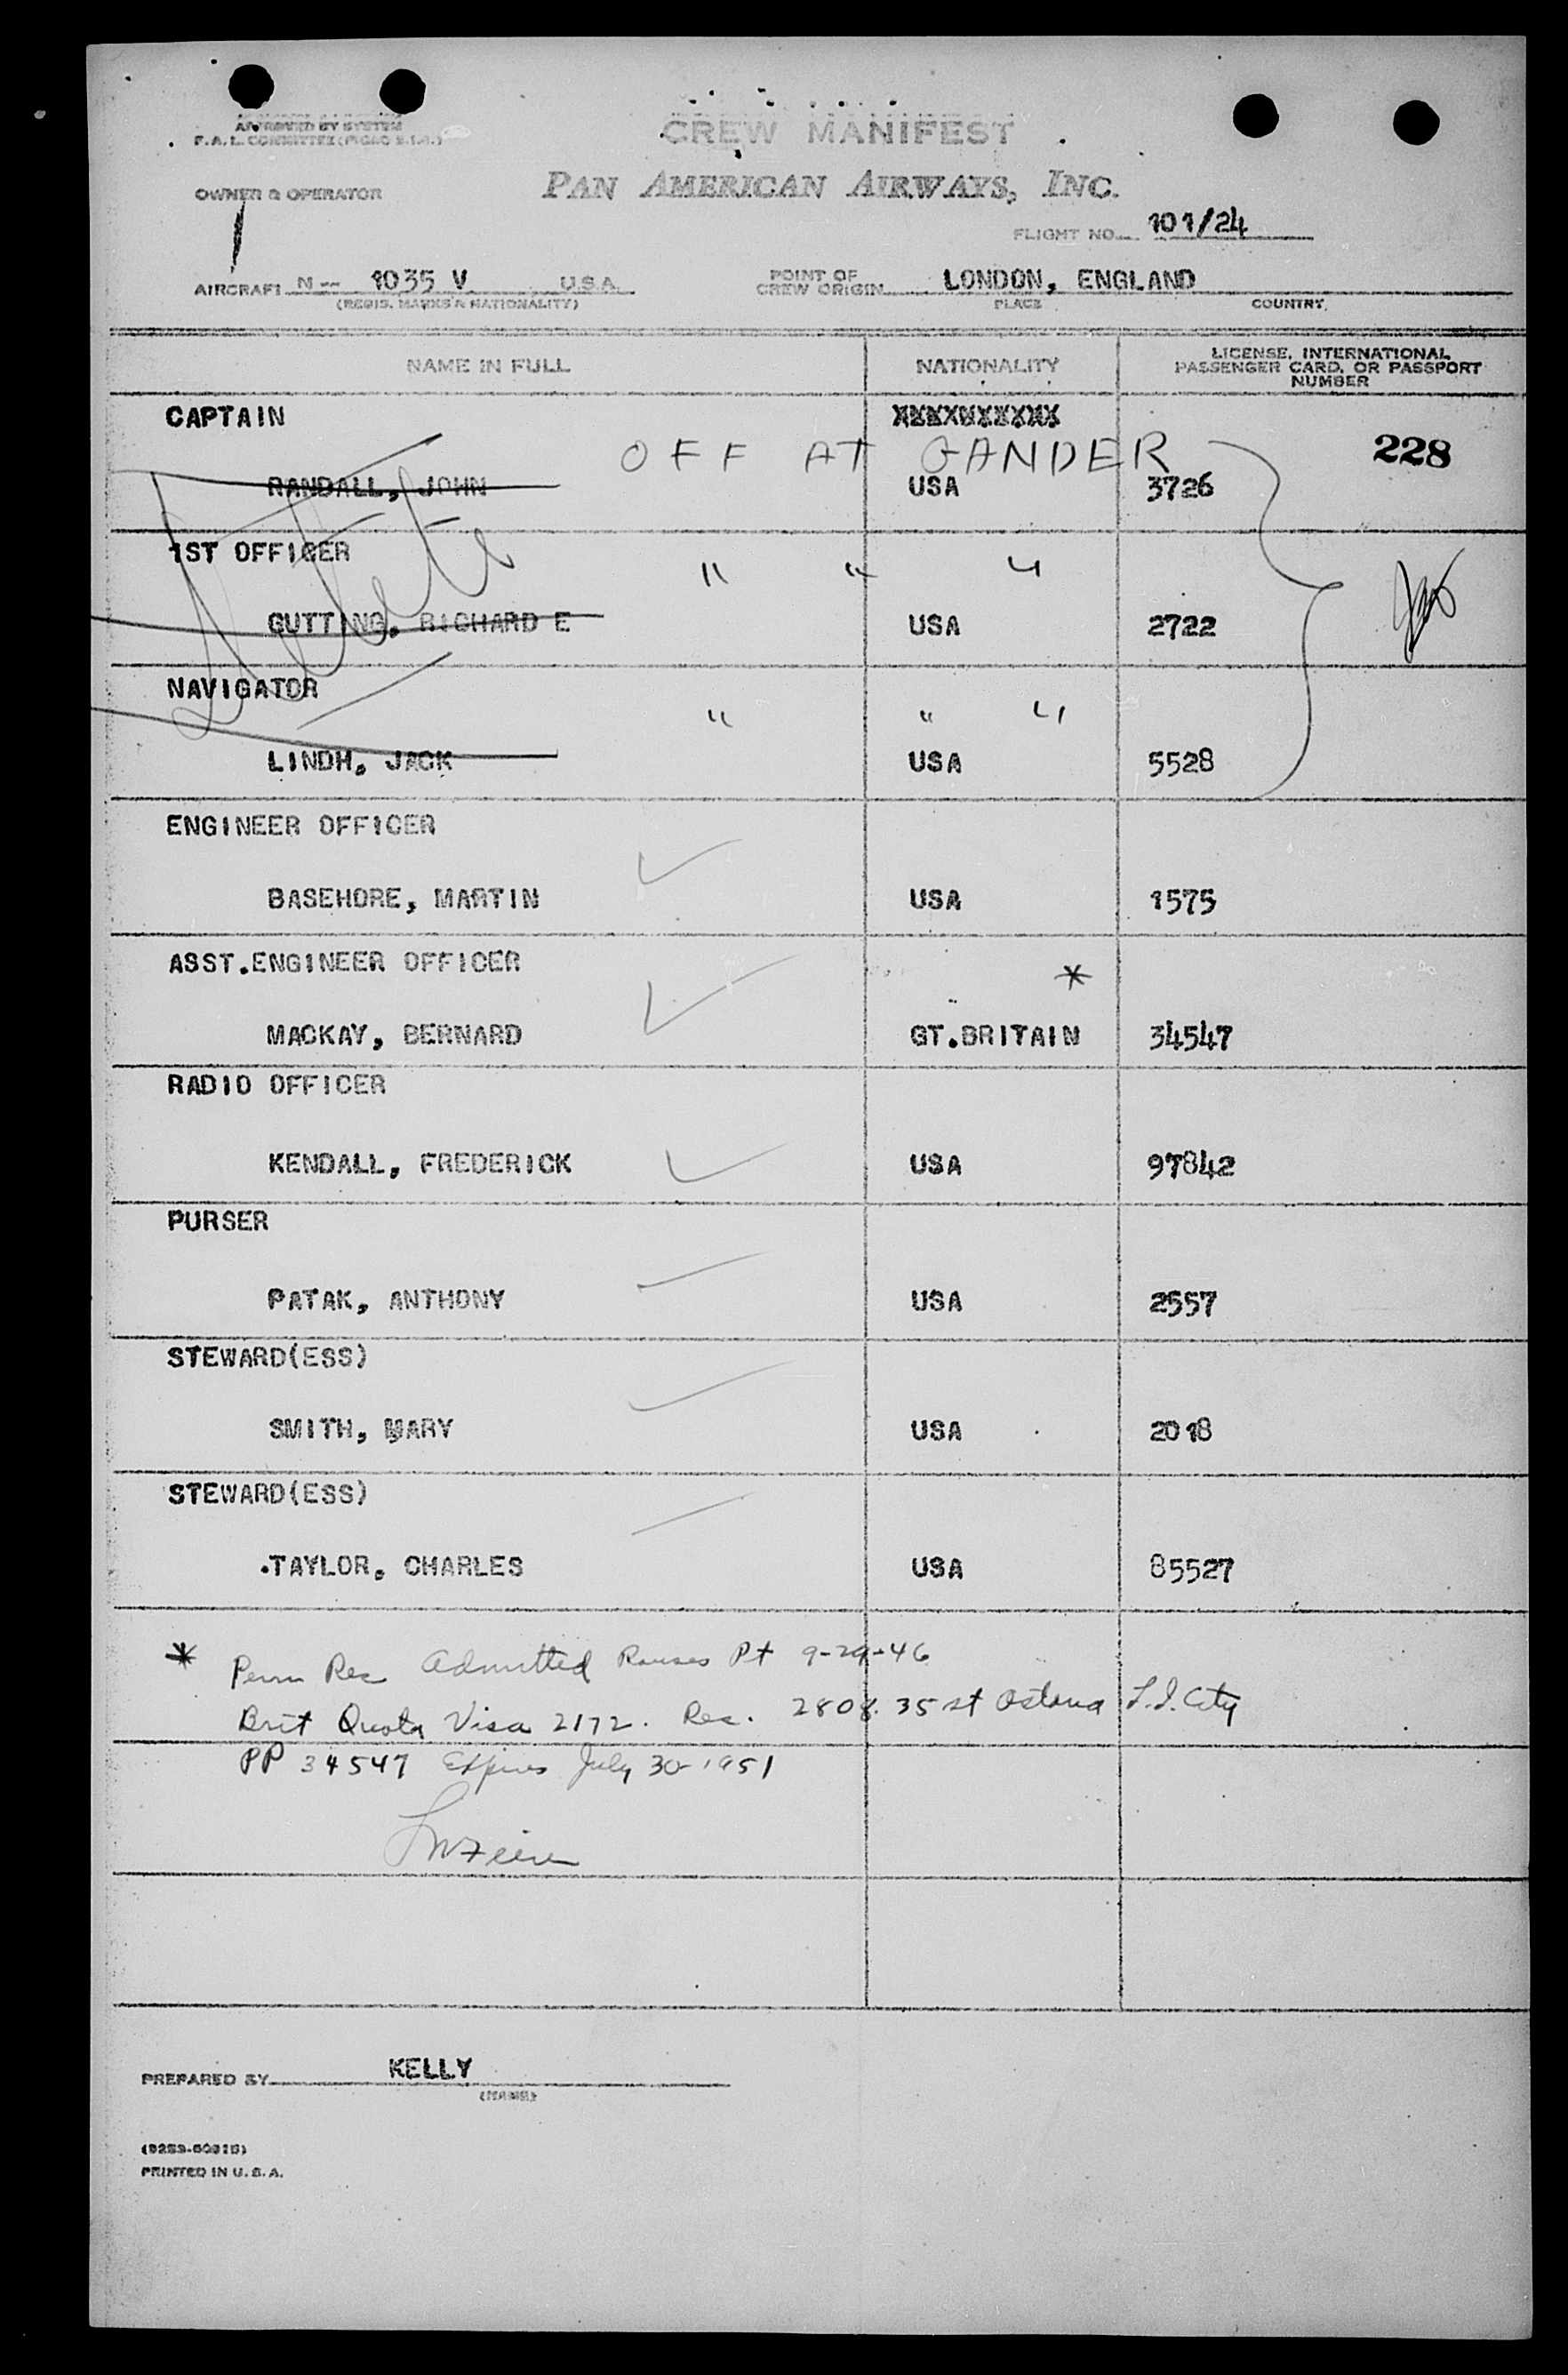 APPROVED BY SYSTEM
F.A.L. COMMITTEE
CREW MANIFEST
OWNER & OPERATOR
PAN AMERICAN AIRWAYS, INC.
FLIGHT NO. 101/24
AIRCRAFT N-- 1035 V U.S.A. POINT OF CREW ORIGIN LONDON, ENGLAND
(REGIS. MARKS & NATIONALITY) PLACE COUNTRY
NAME IN FULL NATIONALITY LICENSE, INTERNATIONAL PASSENGER CARD, OR PASSPORT NUMBER
CAPTAIN
OFF AT GANDER 228
RANDALL, JOHN USA 3726
Delete
1ST OFFICER
" " "
GUTTING, RICHARD E USA 2722
NAVIGATOR
" " "
LINDH, JACK USA 5528
ENGINEER OFFICER
BASEHORE, MARTIN USA 1575
ASST.ENGINEER OFFICER *
MACKAY, BERNARD GT.BRITAIN 34547
RADIO OFFICER
KENDALL, FREDERICK USA 97842
PURSER
PATAK, ANTHONY USA 2557
STEWARD(ESS)
SMITH, MARY USA 2018
STEWARD(ESS)
.TAYLOR, CHARLES USA 85527
* Perm Res Admitted Rouses Pt 9-29-46
Brit Quota Visa 2172. Res. 2808. 35 st Astoria L.I. City
PP 34547 Expires July 30-1951
PREPARED BY KELLY
(NAME)
PRINTED IN U.S.A.